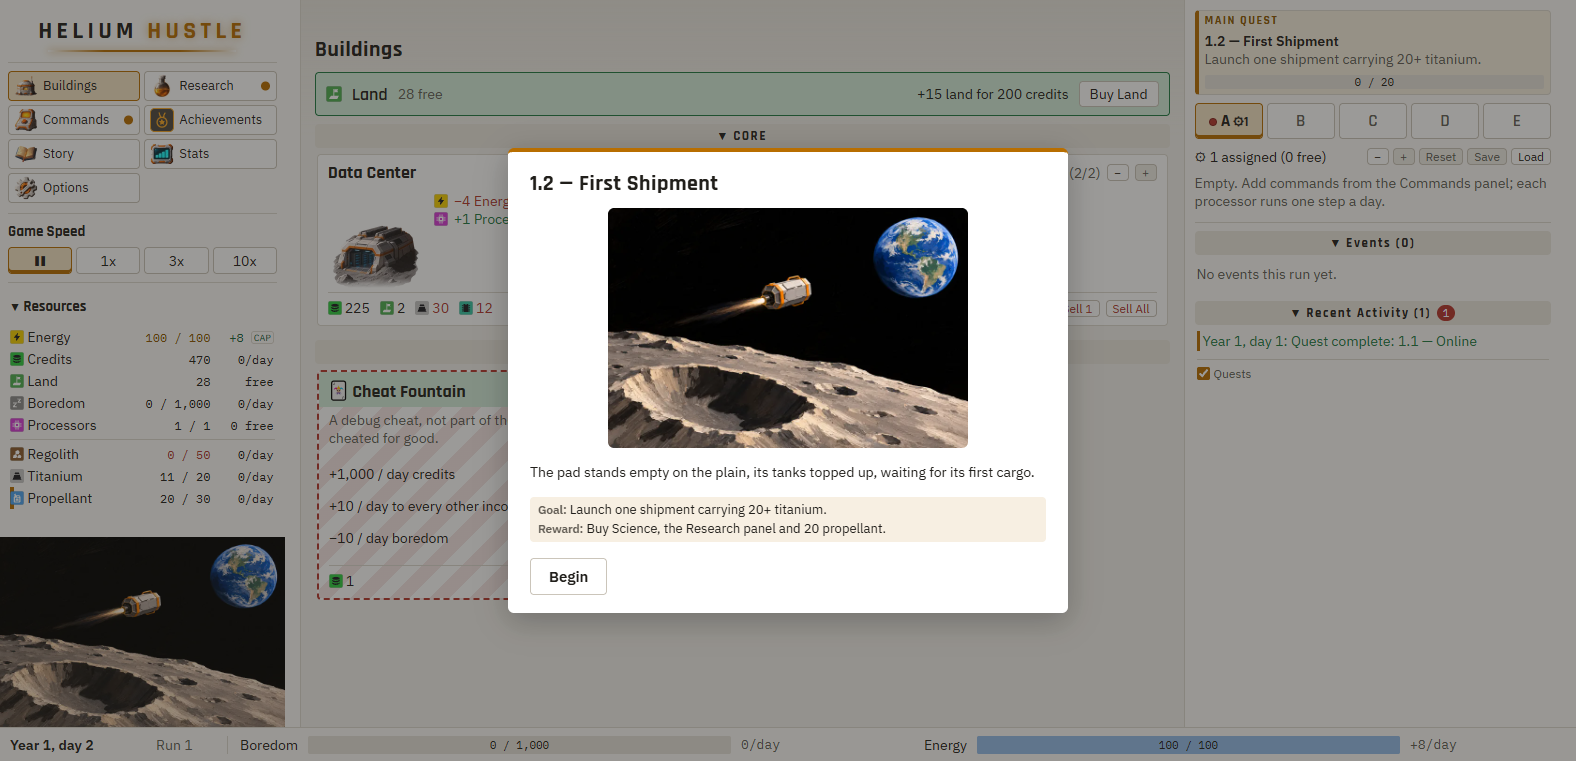 HELIUM HUSTLE
Buildings
Research
Commands
Achievements
Story
Stats
Options
Game Speed
1x
3x
10x
▼ Resources
Energy 100 / 100 +8 CAP
Credits 470 0/day
Land 28 free
Boredom 0 / 1,000 0/day
Processors 1 / 1 0 free
Regolith 0 / 50 0/day
Titanium 11 / 20 0/day
Propellant 20 / 30 0/day
Buildings
Land 28 free +15 land for 200 credits Buy Land
▼ CORE
Data Center (2/2) − +
−4 Energ
+1 Proce
225 2 30 12 Sell 1 Sell All
Cheat Fountain
A debug cheat, not part of th
cheated for good.
+1,000 / day credits
+10 / day to every other inco
−10 / day boredom
1
1.2 — First Shipment
The pad stands empty on the plain, its tanks topped up, waiting for its first cargo.
Goal: Launch one shipment carrying 20+ titanium.
Reward: Buy Science, the Research panel and 20 propellant.
Begin
MAIN QUEST
1.2 — First Shipment
Launch one shipment carrying 20+ titanium.
0 / 20
A ⚙1 B C D E
⚙ 1 assigned (0 free) − + Reset Save Load
Empty. Add commands from the Commands panel; each
processor runs one step a day.
▼ Events (0)
No events this run yet.
▼ Recent Activity (1) 1
Year 1, day 1: Quest complete: 1.1 — Online
Quests
Year 1, day 2 Run 1 Boredom 0 / 1,000 0/day Energy 100 / 100 +8/day